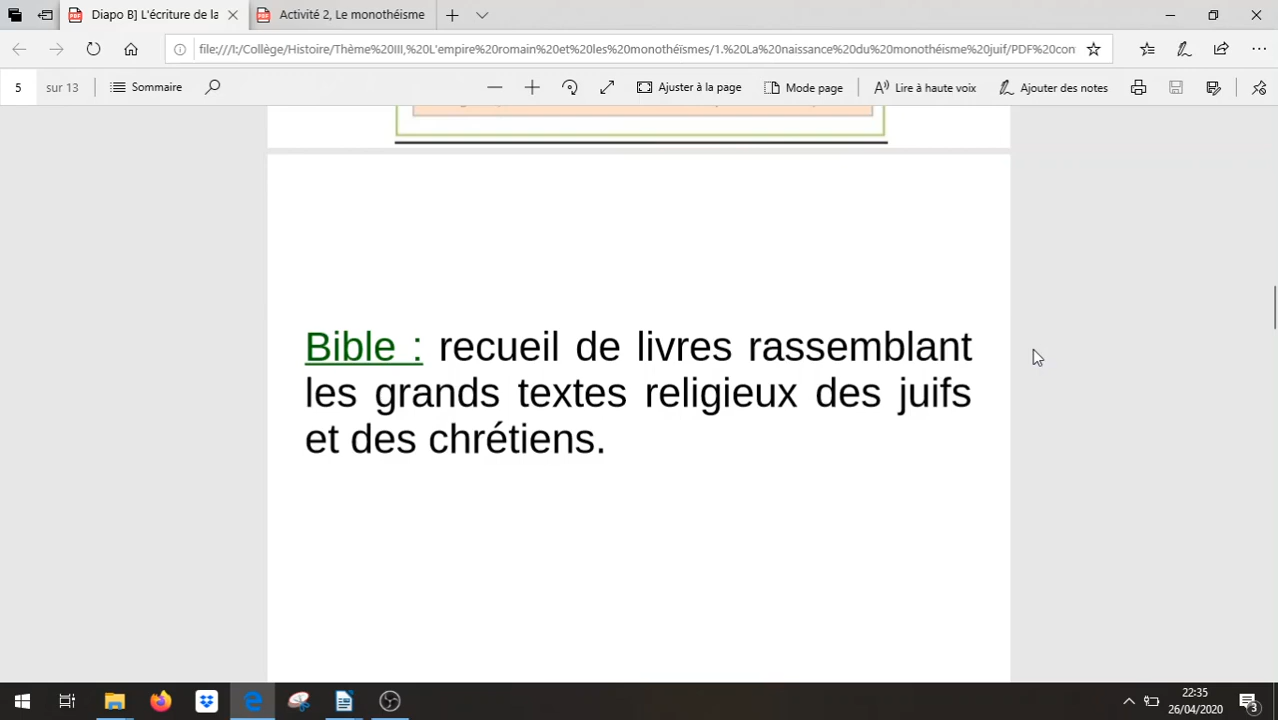 Diapo B] L'écriture de la
Activité 2, Le monothéisme
file:///I:/Collège/Histoire/Thème%20III,%20L'empire%20romain%20et%20les%20monothéïsmes/1.%20La%20naissance%20du%20monothéisme%20juif/PDF%20con
5 sur 13 Sommaire Ajuster à la page Mode page Lire à haute voix Ajouter des notes
Bible : recueil de livres rassemblant
les grands textes religieux des juifs
et des chrétiens.
22:35
26/04/2020
3